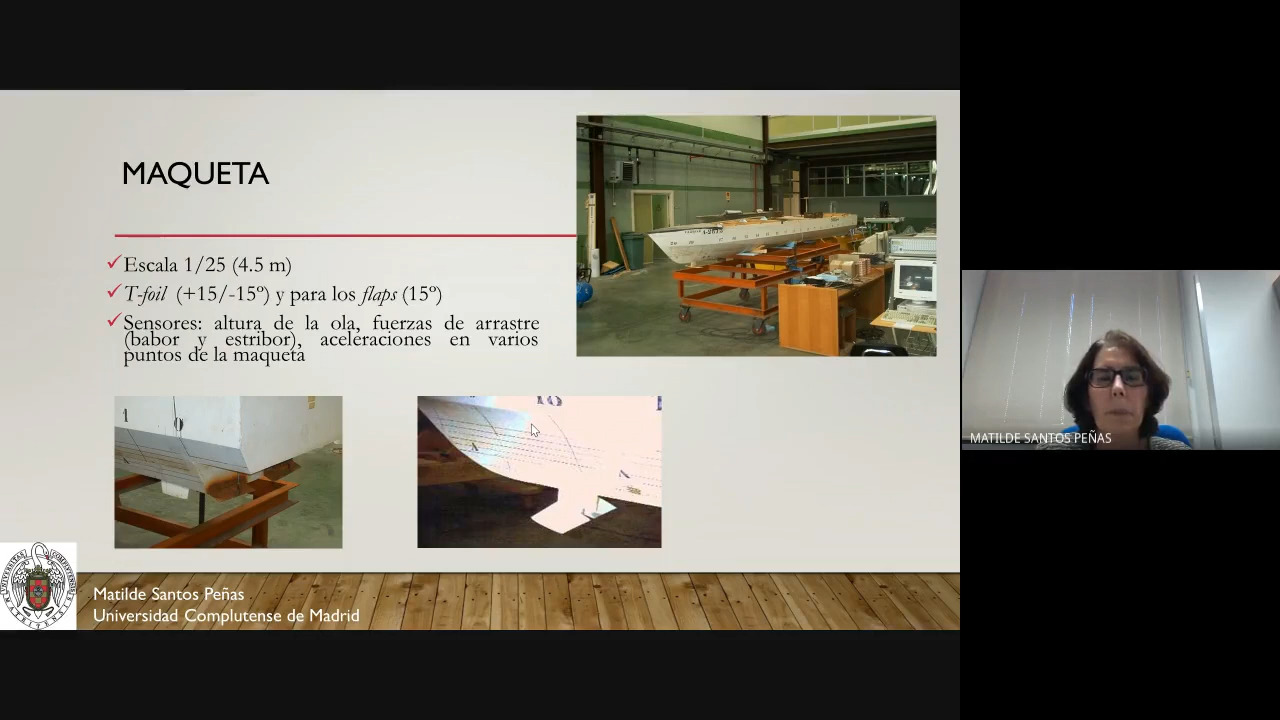 MAQUETA
✓Escala 1/25 (4.5 m)
✓T-foil (+15/-15º) y para los flaps (15º)
✓Sensores: altura de la ola, fuerzas de arrastre
(babor y estribor), aceleraciones en varios
puntos de la maqueta
1
Matilde Santos Peñas
Universidad Complutense de Madrid
MATILDE SANTOS PEÑAS